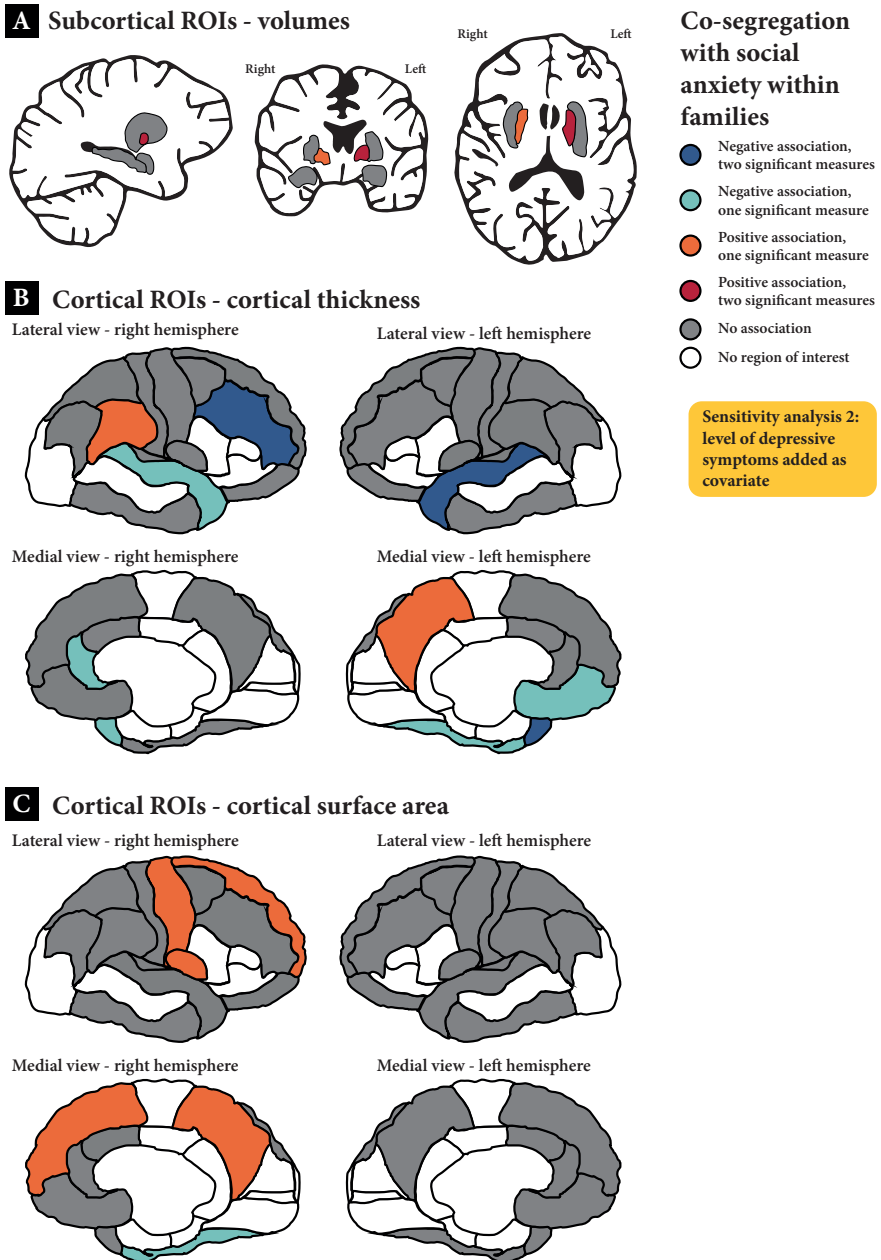 A Subcortical ROIs - volumes
Right
Left
Right
Left
Co-segregation
with social
anxiety within
families
Negative association,
two significant measures
Negative association,
one significant measure
Positive association,
one significant measure
Positive association,
two significant measures
No association
No region of interest
Sensitivity analysis 2:
level of depressive
symptoms added as
covariate
B Cortical ROIs - cortical thickness
Lateral view - right hemisphere
Lateral view - left hemisphere
Medial view - right hemisphere
Medial view - left hemisphere
C Cortical ROIs - cortical surface area
Lateral view - right hemisphere
Lateral view - left hemisphere
Medial view - right hemisphere
Medial view - left hemisphere